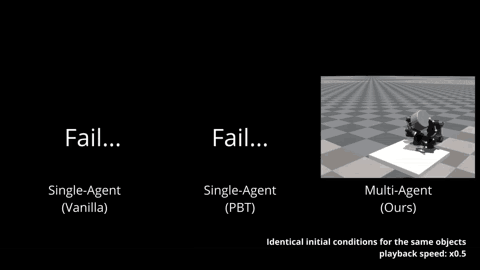 Fail...
Fail...
Single-Agent
(Vanilla)
Single-Agent
(PBT)
Multi-Agent
(Ours)
Identical initial conditions for the same objects
playback speed: x0.5